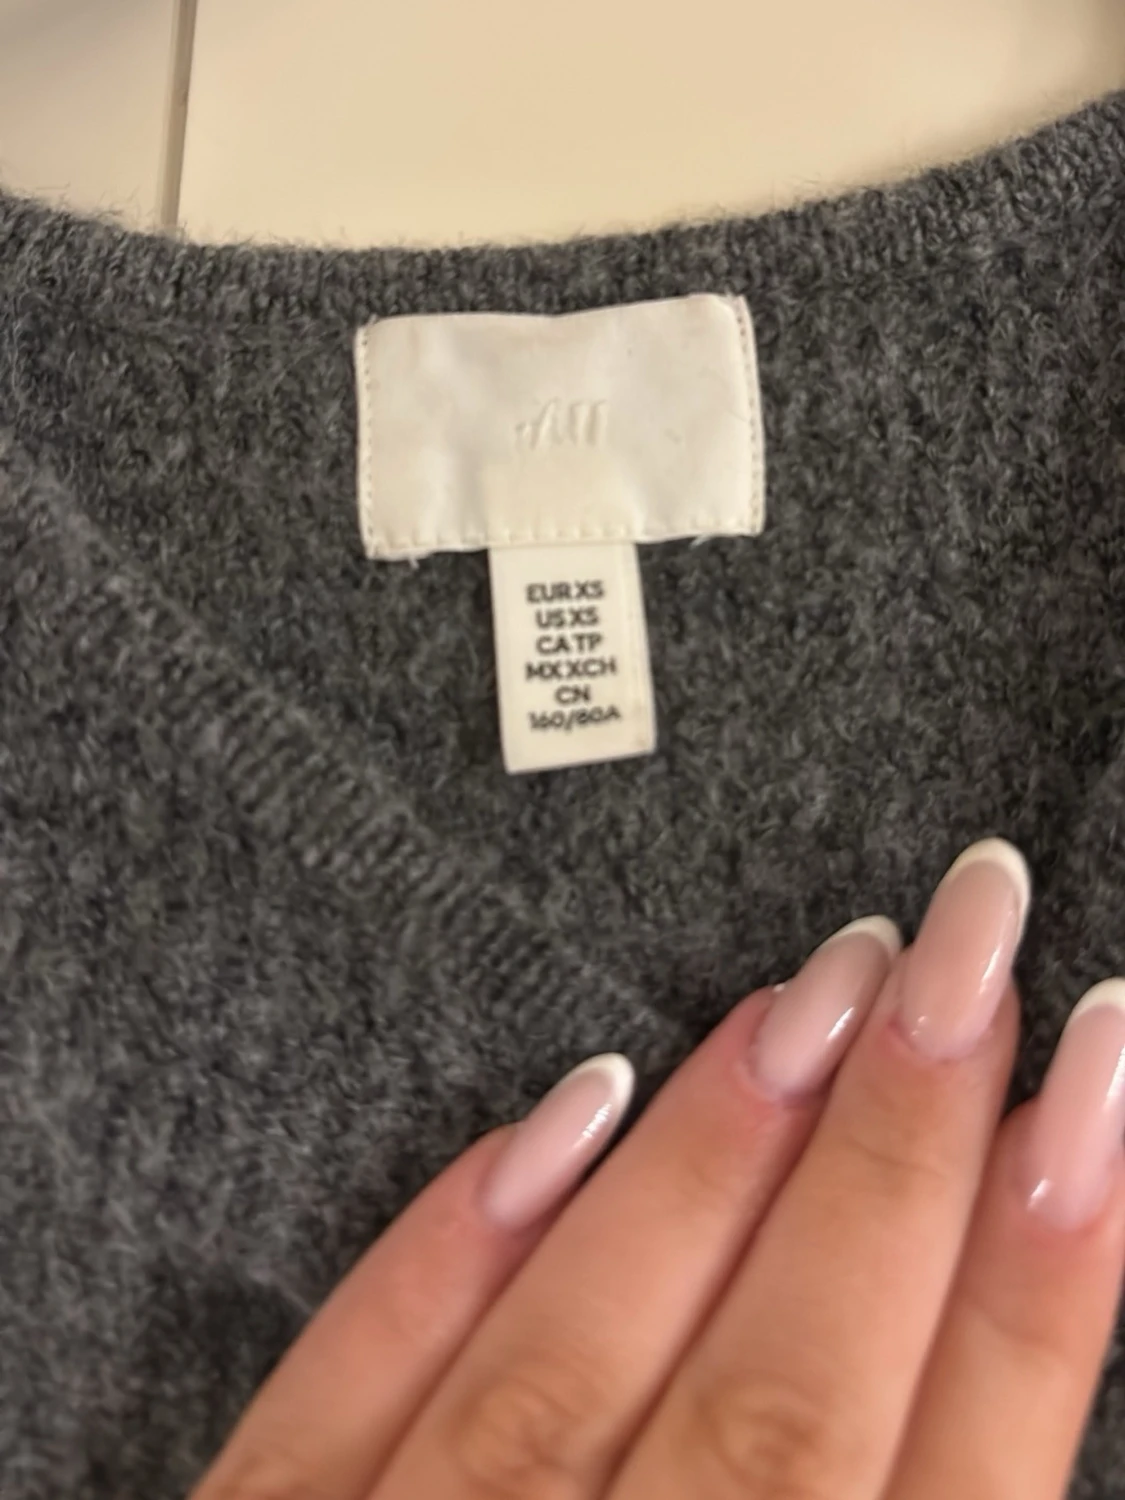 EUR XS
US XS
CA TP
MX XCH
CN
160/80A